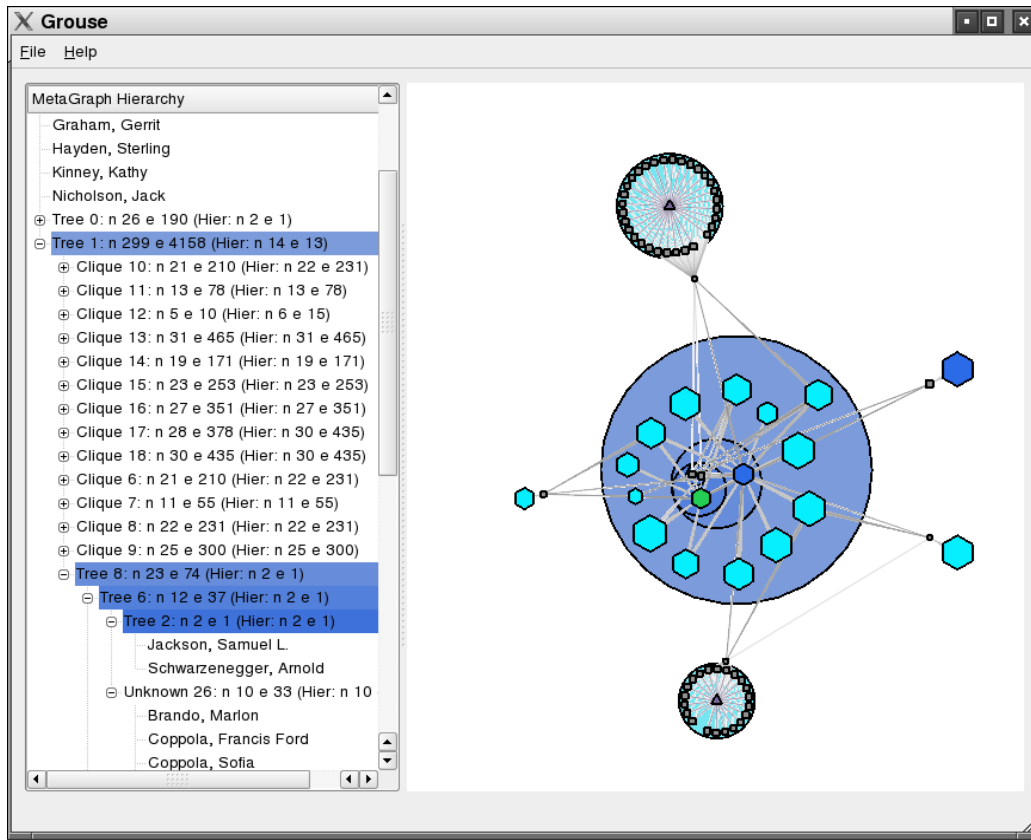 Grouse
File Help
MetaGraph Hierarchy
Graham, Gerrit
Hayden, Sterling
Kinney, Kathy
Nicholson, Jack
Tree 0: n 26 e 190 (Hier: n 2 e 1)
Tree 1: n 299 e 4158 (Hier: n 14 e 13)
Clique 10: n 21 e 210 (Hier: n 22 e 231)
Clique 11: n 13 e 78 (Hier: n 13 e 78)
Clique 12: n 5 e 10 (Hier: n 6 e 15)
Clique 13: n 31 e 465 (Hier: n 31 e 465)
Clique 14: n 19 e 171 (Hier: n 19 e 171)
Clique 15: n 23 e 253 (Hier: n 23 e 253)
Clique 16: n 27 e 351 (Hier: n 27 e 351)
Clique 17: n 28 e 378 (Hier: n 30 e 435)
Clique 18: n 30 e 435 (Hier: n 30 e 435)
Clique 6: n 21 e 210 (Hier: n 22 e 231)
Clique 7: n 11 e 55 (Hier: n 11 e 55)
Clique 8: n 22 e 231 (Hier: n 22 e 231)
Clique 9: n 25 e 300 (Hier: n 25 e 300)
Tree 8: n 23 e 74 (Hier: n 2 e 1)
Tree 6: n 12 e 37 (Hier: n 2 e 1)
Tree 2: n 2 e 1 (Hier: n 2 e 1)
Jackson, Samuel L.
Schwarzenegger, Arnold
Unknown 26: n 10 e 33 (Hier: n 10
Brando, Marlon
Coppola, Francis Ford
Coppola, Sofia